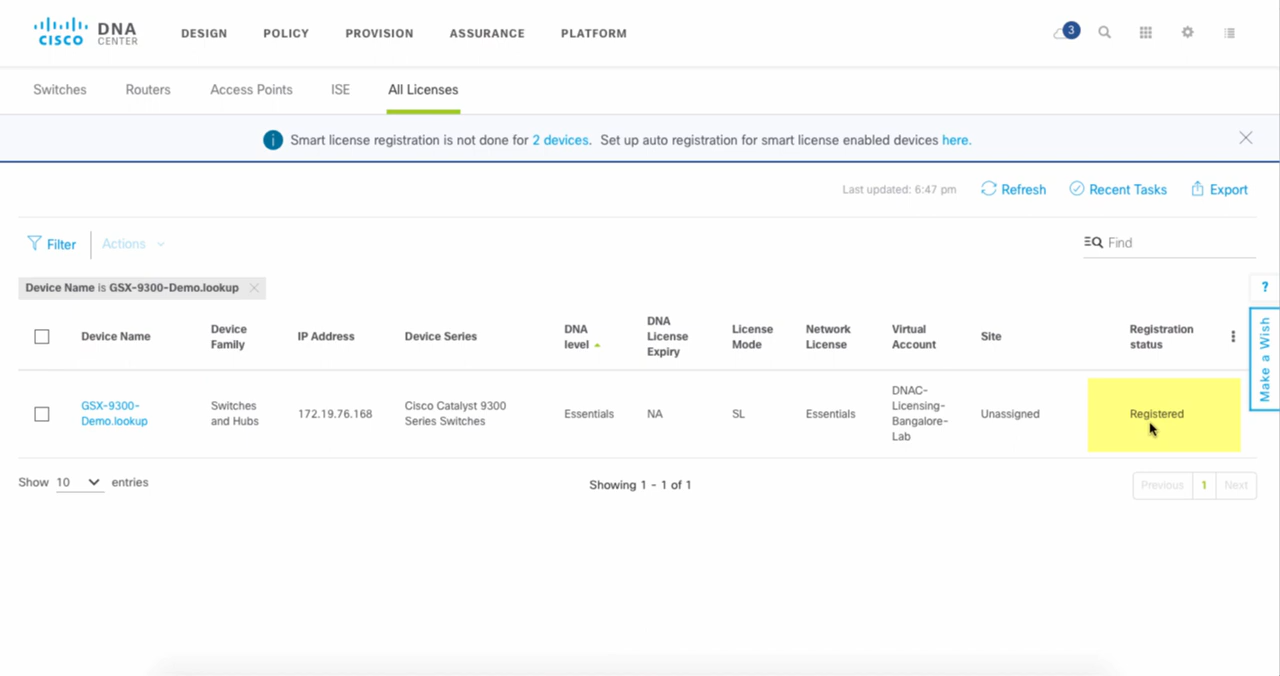 CISCO DNA CENTER
DESIGN POLICY PROVISION ASSURANCE PLATFORM
3
Switches Routers Access Points ISE All Licenses
i Smart license registration is not done for 2 devices. Set up auto registration for smart license enabled devices here.
Last updated: 6:47 pm Refresh Recent Tasks Export
Filter Actions Find
Device Name is GSX-9300-Demo.lookup
?
Make a Wish
Device Name
Device
Family
IP Address
Device Series
DNA
level
DNA
License
Expiry
License
Mode
Network
License
Virtual
Account
Site
Registration
status
GSX-9300-
Demo.lookup
Switches
and Hubs
172.19.76.168
Cisco Catalyst 9300
Series Switches
Essentials
NA
SL
Essentials
DNAC-
Licensing-
Bangalore-
Lab
Unassigned
Registered
Show 10 entries
Showing 1 - 1 of 1
Previous 1 Next